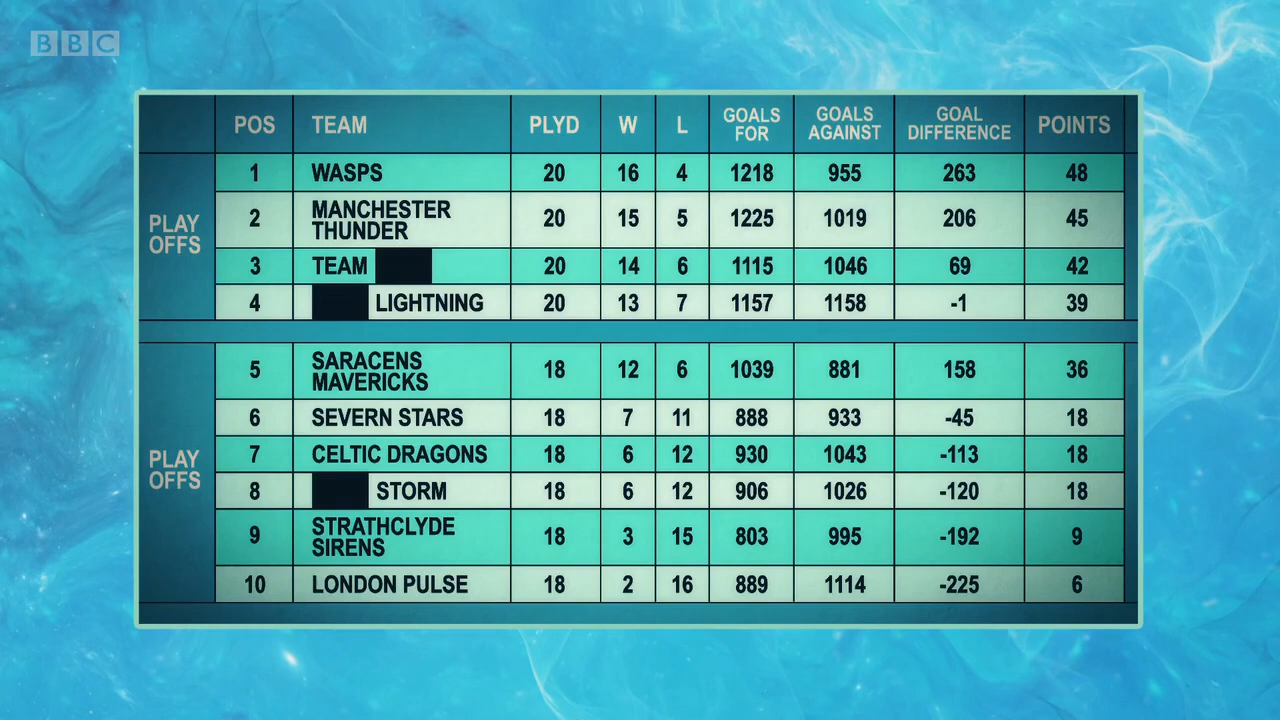 BBC
POS TEAM PLYD W L GOALS FOR GOALS AGAINST GOAL DIFFERENCE POINTS
PLAY OFFS
1 WASPS 20 16 4 1218 955 263 48
2 MANCHESTER THUNDER 20 15 5 1225 1019 206 45
3 TEAM 20 14 6 1115 1046 69 42
4 LIGHTNING 20 13 7 1157 1158 -1 39
PLAY OFFS
5 SARACENS MAVERICKS 18 12 6 1039 881 158 36
6 SEVERN STARS 18 7 11 888 933 -45 18
7 CELTIC DRAGONS 18 6 12 930 1043 -113 18
8 STORM 18 6 12 906 1026 -120 18
9 STRATHCLYDE SIRENS 18 3 15 803 995 -192 9
10 LONDON PULSE 18 2 16 889 1114 -225 6